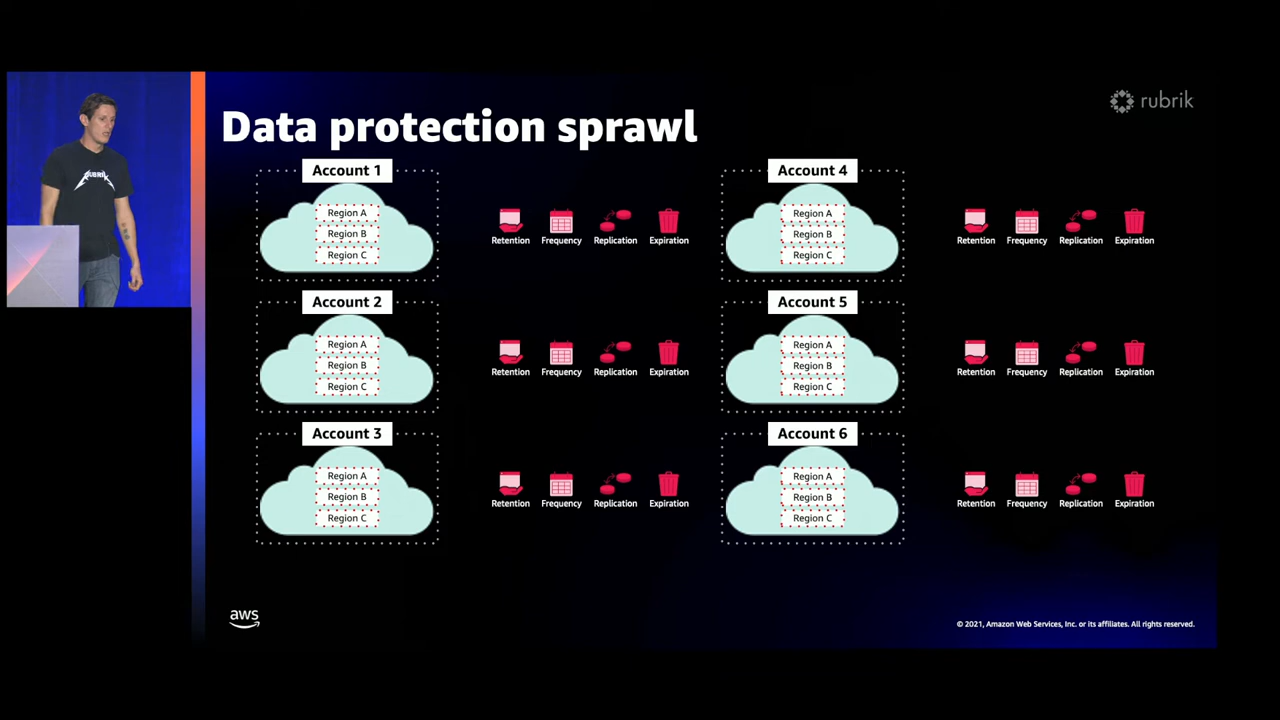 rubrik
Data protection sprawl
RUBRIK
Account 1
Region A
Region B
Region C
Retention Frequency Replication Expiration
Account 4
Region A
Region B
Region C
Retention Frequency Replication Expiration
Account 2
Region A
Region B
Region C
Retention Frequency Replication Expiration
Account 5
Region A
Region B
Region C
Retention Frequency Replication Expiration
Account 3
Region A
Region B
Region C
Retention Frequency Replication Expiration
Account 6
Region A
Region B
Region C
Retention Frequency Replication Expiration
aws
© 2021, Amazon Web Services, Inc. or its affiliates. All rights reserved.